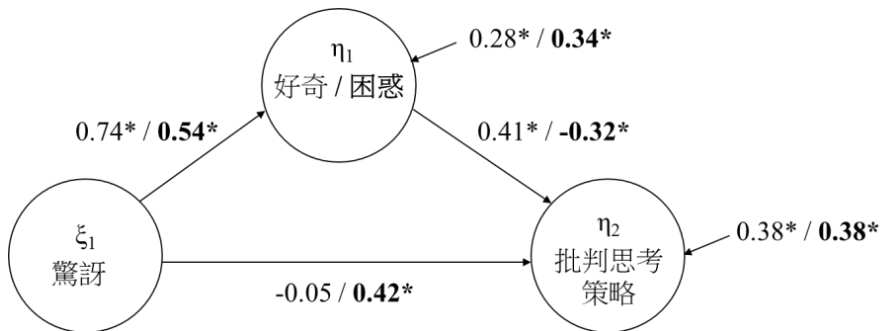 η₁
好奇 / 困惑
0.28* / 0.34*
0.74* / 0.54*
0.41* / -0.32*
ξ₁
驚訝
η₂
批判思考
策略
0.38* / 0.38*
-0.05 / 0.42*